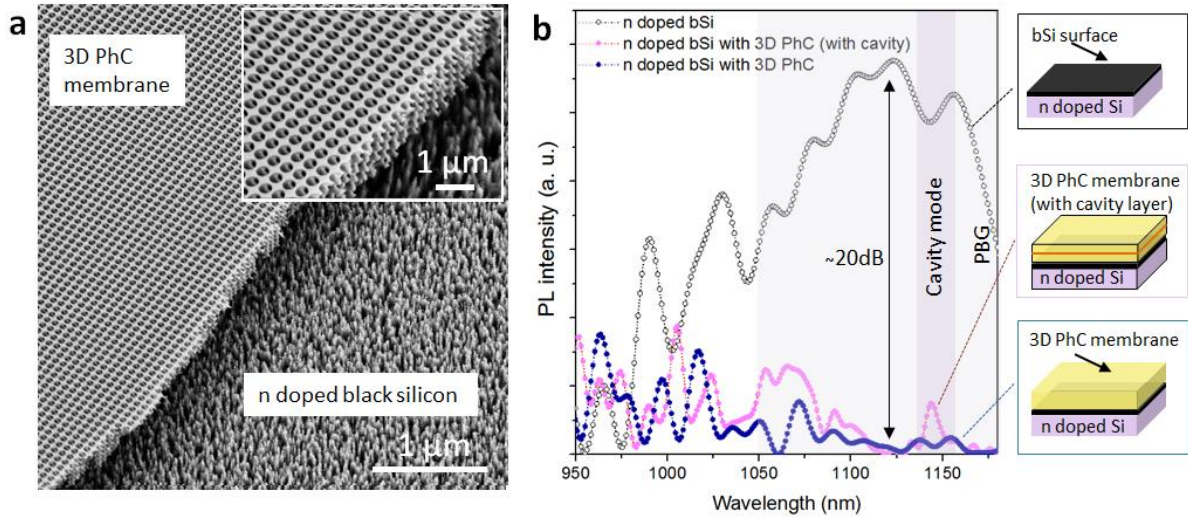 a
3D PhC
membrane
1 μm
n doped black silicon
1 μm
b
n doped bSi
n doped bSi with 3D PhC (with cavity)
n doped bSi with 3D PhC
PL intensity (a. u.)
~20dB
Cavity mode
PBG
950 1000 1050 1100 1150
Wavelength (nm)
bSi surface
n doped Si
3D PhC membrane
(with cavity layer)
n doped Si
3D PhC membrane
n doped Si